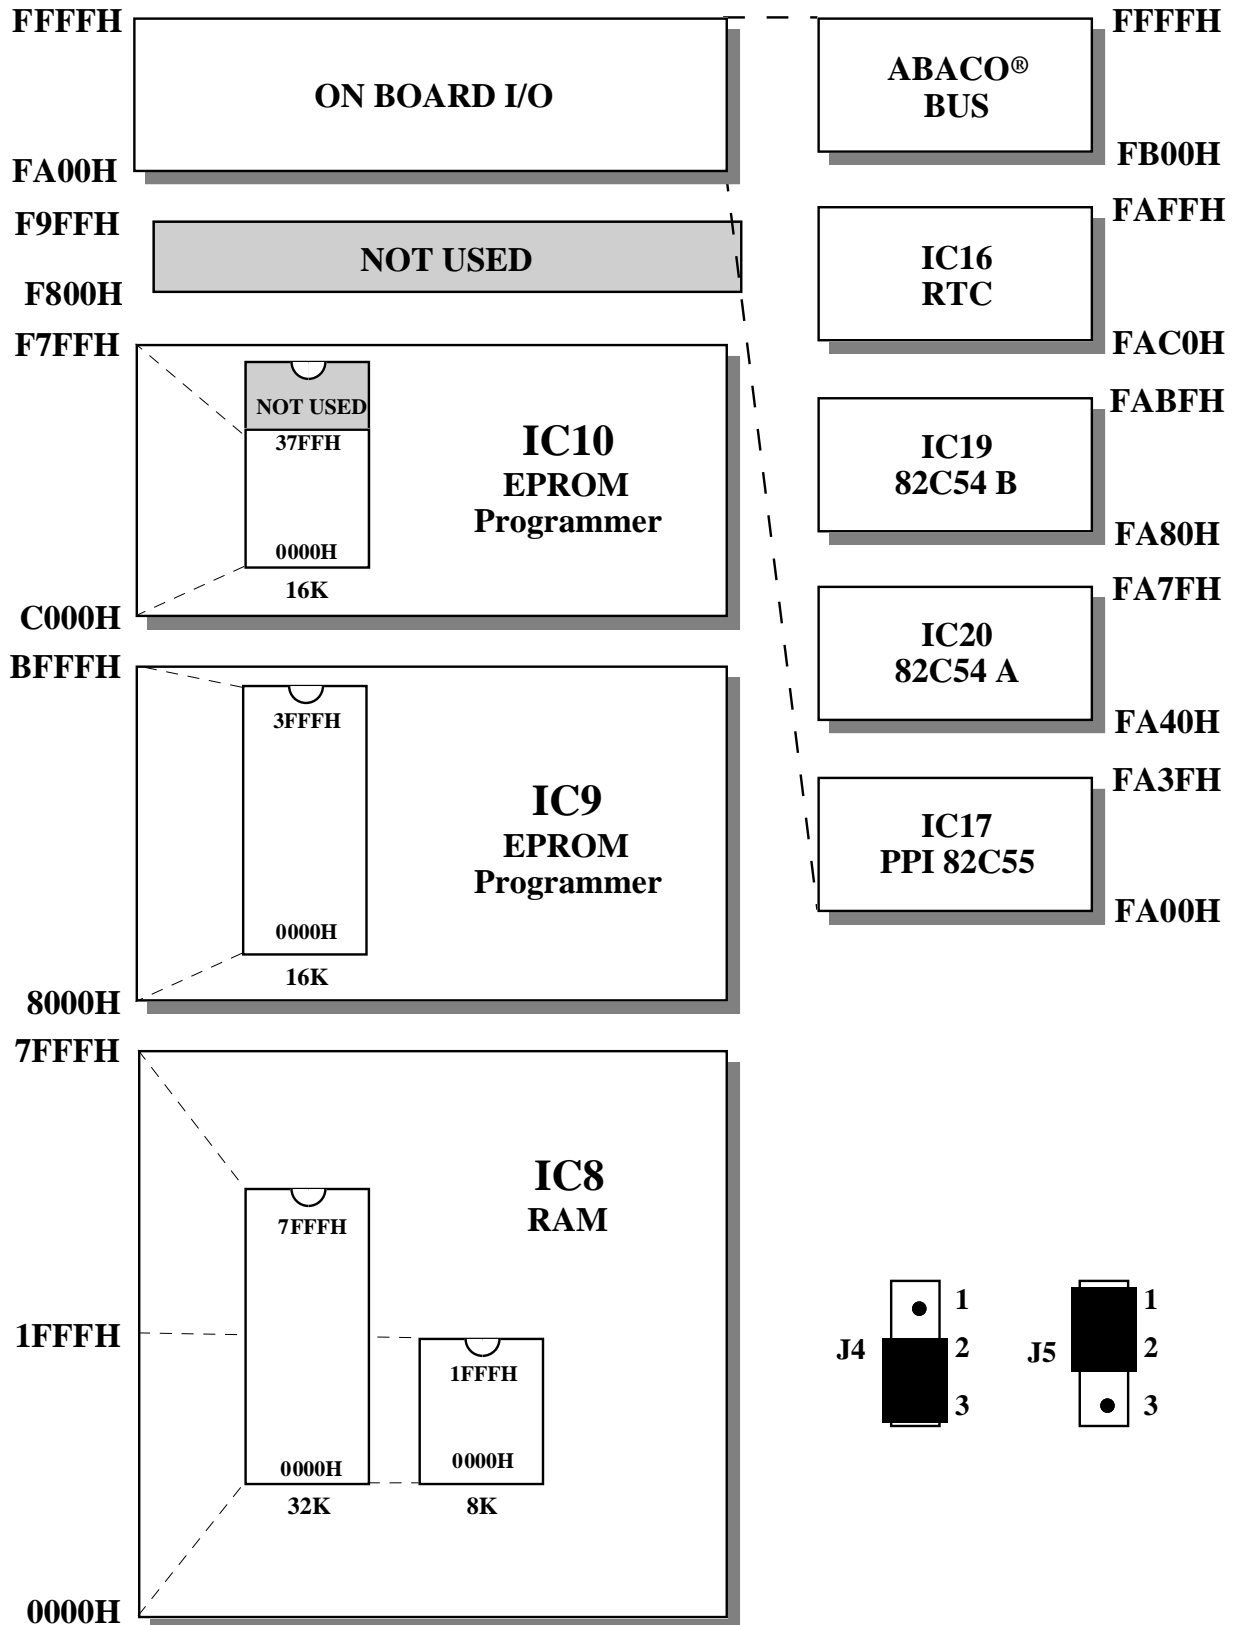 FFFFH
ON BOARD I/O
FA00H
F9FFH
NOT USED
F800H
F7FFH
NOT USED
37FFH
0000H
16K
IC10
EPROM
Programmer
C000H
BFFFH
3FFFH
0000H
16K
IC9
EPROM
Programmer
8000H
7FFFH
IC8
RAM
7FFFH
1FFFH
1FFFH
0000H
0000H
32K
8K
0000H
FFFFH
ABACO®
BUS
FB00H
FAFFH
IC16
RTC
FAC0H
FABFH
IC19
82C54 B
FA80H
FA7FH
IC20
82C54 A
FA40H
FA3FH
IC17
PPI 82C55
FA00H
J4
1
2
3
J5
1
2
3